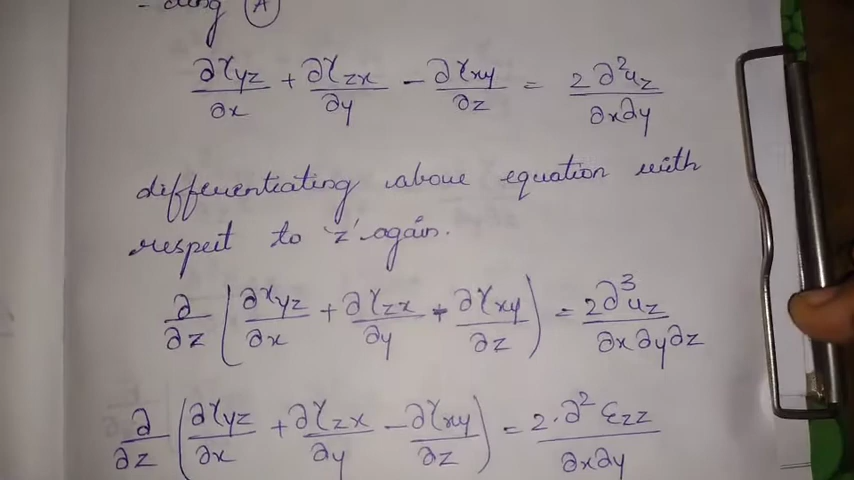 - ding (A)
∂γyz/∂x + ∂γzx/∂y - ∂γxy/∂z = 2∂²uz/∂x∂y
differentiating above equation with
respect to 'z' again.
∂/∂z (∂γyz/∂x + ∂γzx/∂y - ∂γxy/∂z) = 2∂³uz/∂x∂y∂z
∂/∂z (∂γyz/∂x + ∂γzx/∂y - ∂γxy/∂z) = 2.∂²εzz/∂x∂y